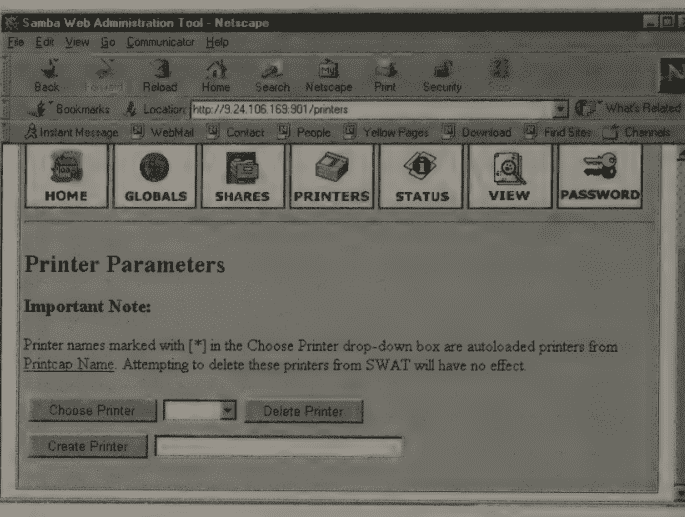 Samba Web Administration Tool - Netscape
File Edit View Go Communicator Help
Back Forward Reload Home Search Netscape Print Security Stop
Bookmarks Location: http://9.24.106.169.901/printers What's Related
Instant Message WebMail Contact People Yellow Pages Download Find Sites Channels
HOME GLOBALS SHARES PRINTERS STATUS VIEW PASSWORD
Printer Parameters
Important Note:
Printer names marked with [*] in the Choose Printer drop-down box are autoloaded printers from
Printcap Name. Attempting to delete these printers from SWAT will have no effect.
Choose Printer Delete Printer
Create Printer